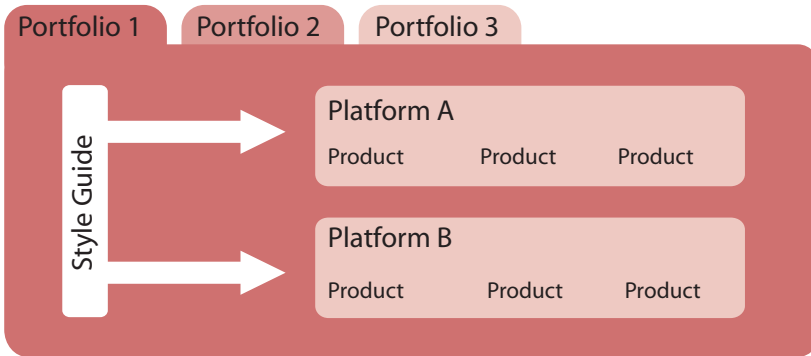 Portfolio 1 Portfolio 2 Portfolio 3
Style Guide
Platform A
Product Product Product
Platform B
Product Product Product